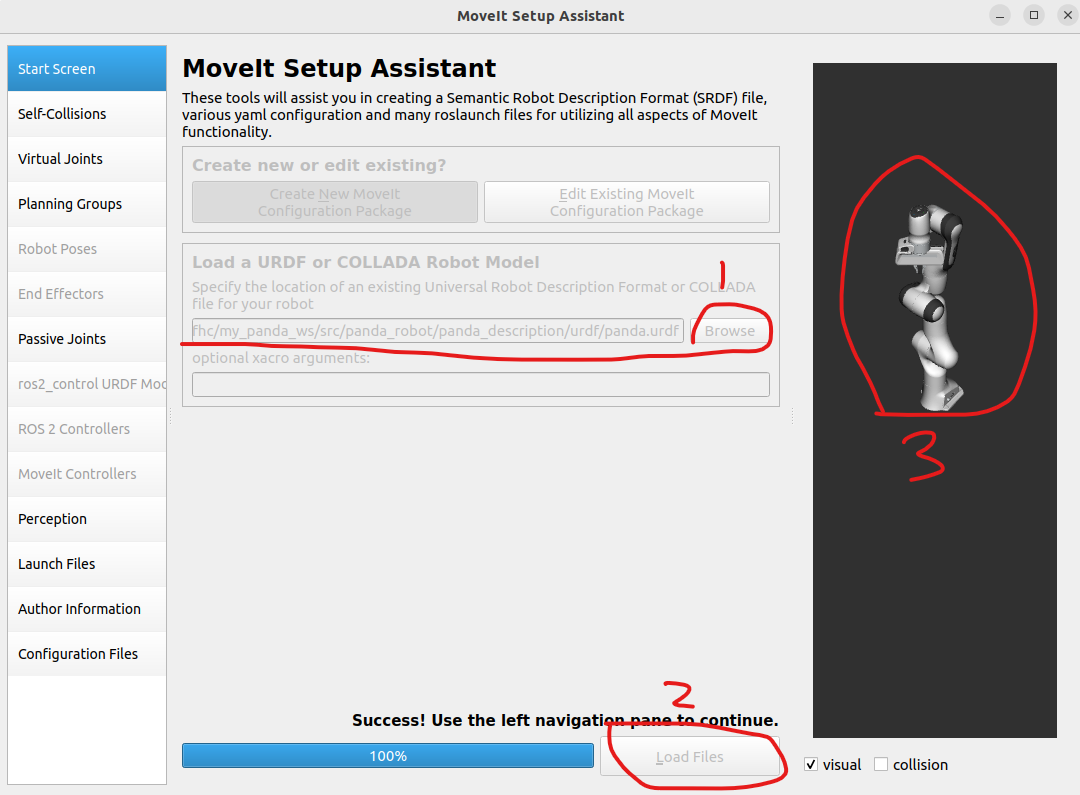 MoveIt Setup Assistant
Start Screen
Self-Collisions
Virtual Joints
Planning Groups
Robot Poses
End Effectors
Passive Joints
ros2_control URDF Mod
ROS 2 Controllers
MoveIt Controllers
Perception
Launch Files
Author Information
Configuration Files
MoveIt Setup Assistant
These tools will assist you in creating a Semantic Robot Description Format (SRDF) file,
various yaml configuration and many roslaunch files for utilizing all aspects of MoveIt
functionality.
Create new or edit existing?
Create New MoveIt
Configuration Package
Edit Existing MoveIt
Configuration Package
Load a URDF or COLLADA Robot Model
1
Specify the location of an existing Universal Robot Description Format or COLLADA
file for your robot
fhc/my_panda_ws/src/panda_robot/panda_description/urdf/panda.urdf
Browse
optional xacro arguments:
3
2
Success! Use the left navigation pane to continue.
100%
Load Files
visual
collision